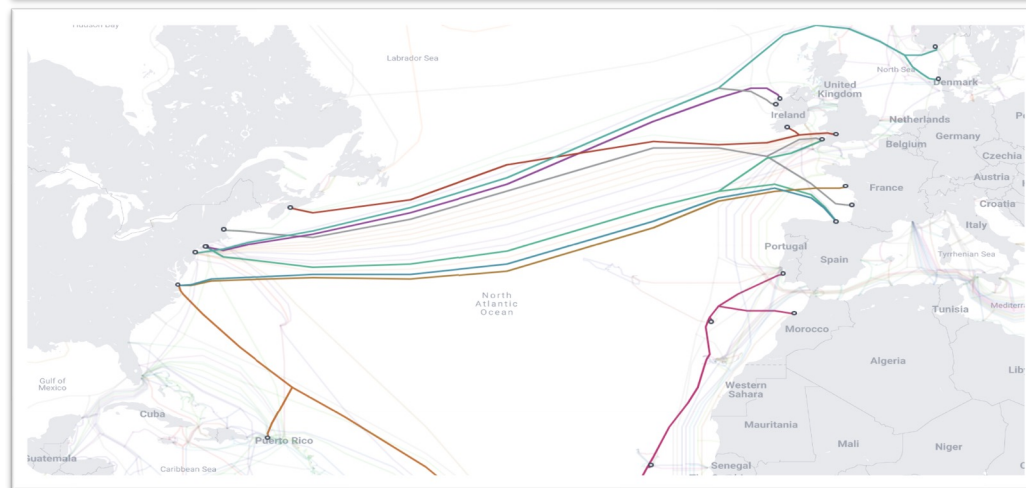 Hudson Bay
Labrador Sea
North Sea
Denmark
United
Kingdom
Ireland
Netherlands
Germany
Belgium
Czechia
Austria
France
Croatia
Italy
Portugal
Spain
Tyrrhenian Sea
North
Atlantic
Ocean
Tunisia
Morocco
Algeria
Gulf of
Mexico
Western
Sahara
Cuba
Mauritania
Puerto Rico
Mali
Niger
Guatemala
Caribbean Sea
Senegal